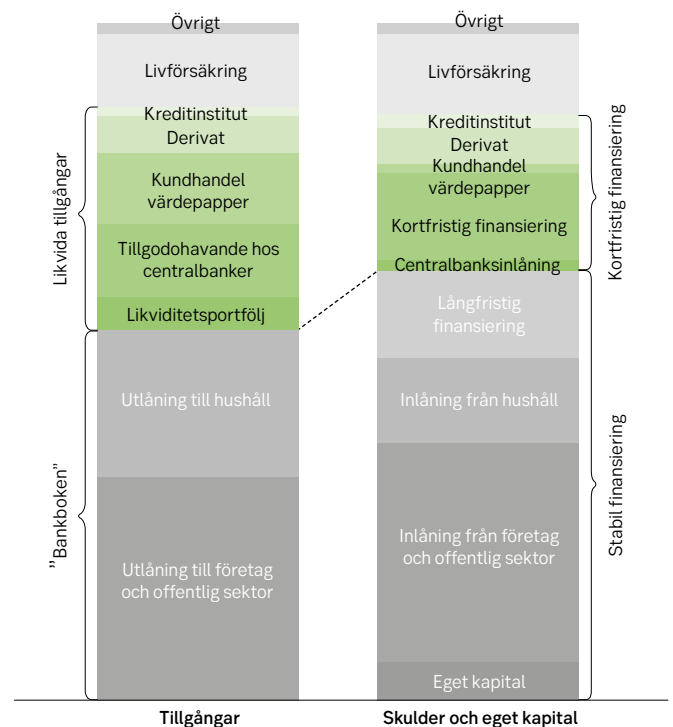 Övrigt
Livförsäkring
Kreditinstitut
Derivat
Kundhandel
värdepapper
Tillgodohavande hos
centralbanker
Likviditetsportfölj
Utlåning till hushåll
Utlåning till företag
och offentlig sektor
Likvida tillgångar
”Bankboken”
Tillgångar
Övrigt
Livförsäkring
Kreditinstitut
Derivat
Kundhandel
värdepapper
Kortfristig finansiering
Centralbanksinlåning
Långfristig
finansiering
Inlåning från hushåll
Inlåning från företag
och offentlig sektor
Eget kapital
Kortfristig finansiering
Stabil finansiering
Skulder och eget kapital